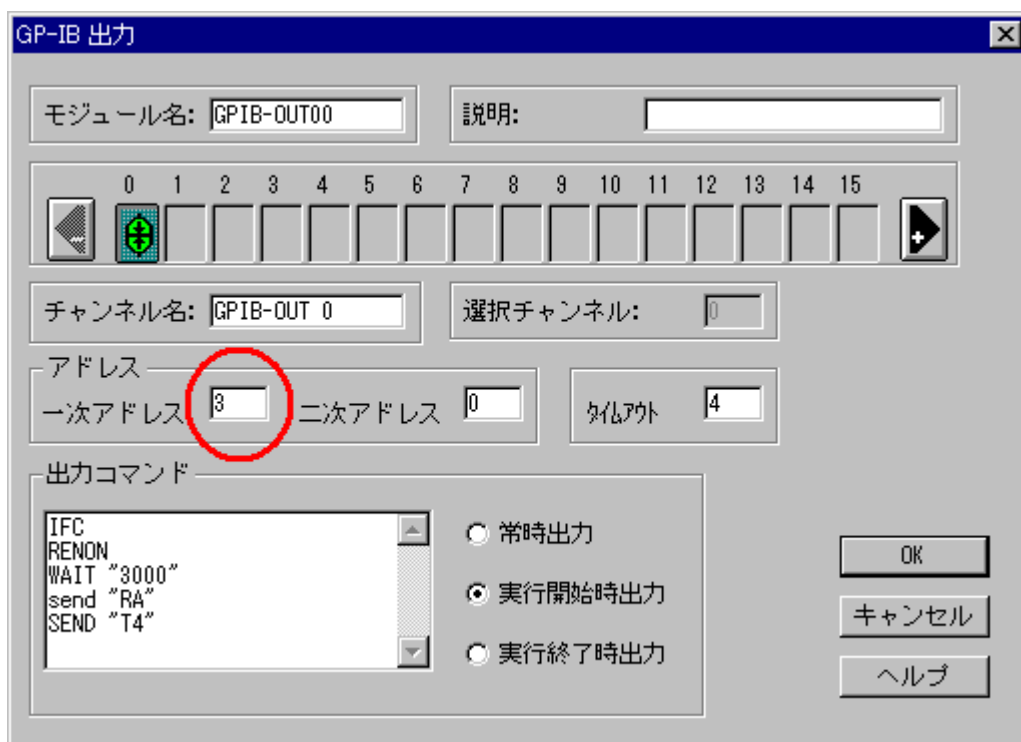 GP-IB 出力
モジュール名: GPIB-OUT00
説明:
0 1 2 3 4 5 6 7 8 9 10 11 12 13 14 15
- +
チャンネル名: GPIB-OUT 0
選択チャンネル: 0
アドレス
一次アドレス 3 二次アドレス 0
ﾀｲﾑｱｳﾄ 4
出力コマンド
IFC
RENON
WAIT "3000"
send "RA"
SEND "T4"
常時出力
実行開始時出力
実行終了時出力
OK
キャンセル
ヘルプ